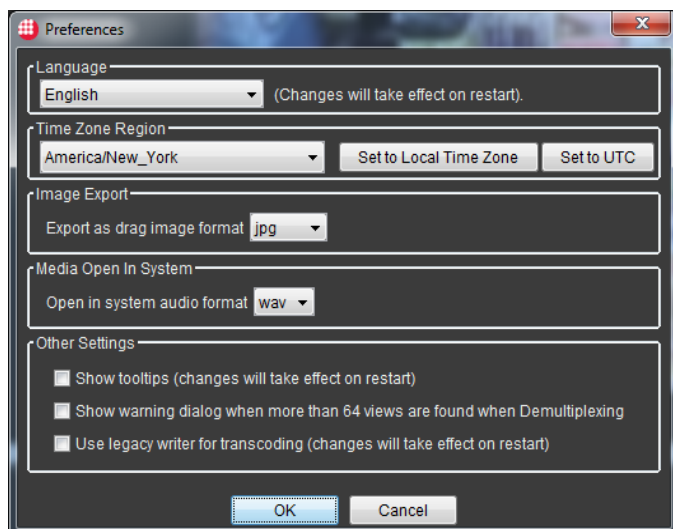 Preferences
Language
English (Changes will take effect on restart).
Time Zone Region
America/New_York Set to Local Time Zone Set to UTC
Image Export
Export as drag image format jpg
Media Open In System
Open in system audio format wav
Other Settings
Show tooltips (changes will take effect on restart)
Show warning dialog when more than 64 views are found when Demultiplexing
Use legacy writer for transcoding (changes will take effect on restart)
OK Cancel